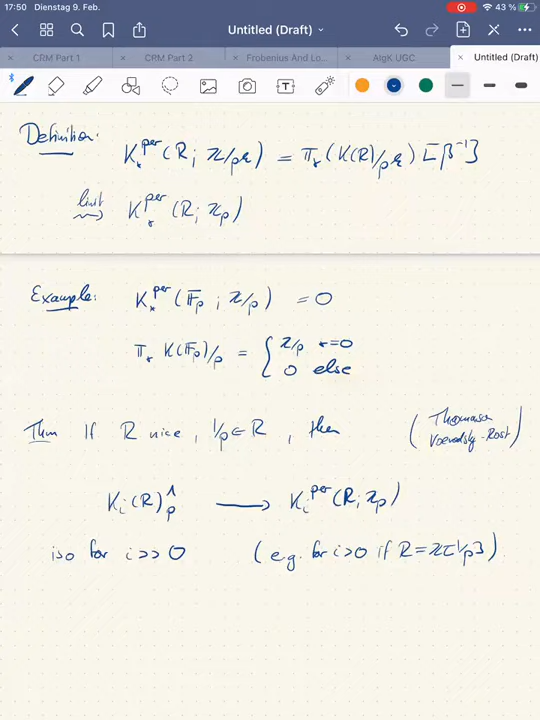 17:50 Dienstag 9. Feb.
43 %
Untitled (Draft)
CRM Part 1
CRM Part 2
Frobenius And Lo...
AlgK UGC
Untitled (Draft)
T
Definition:
K_*^{per}(R; ℤ/p^k) = π_*(K(R)/p^k)[β^{-1}]
limit ⇝ K_*^{per}(R; ℤ_p)
Example: K_*^{per}(𝔽_p; ℤ/p) = 0
π_* K(𝔽_p)/p = { ℤ/p *=0
0 else
Thm If R nice, 1/p ∈ R, then (Thomason
Voevodsky-Rost)
K_i(R)_p^∧ ⟶ K_i^{per}(R; ℤ_p)
iso for i >> 0 (e.g. for i>0 if R = ℤ[1/p]).